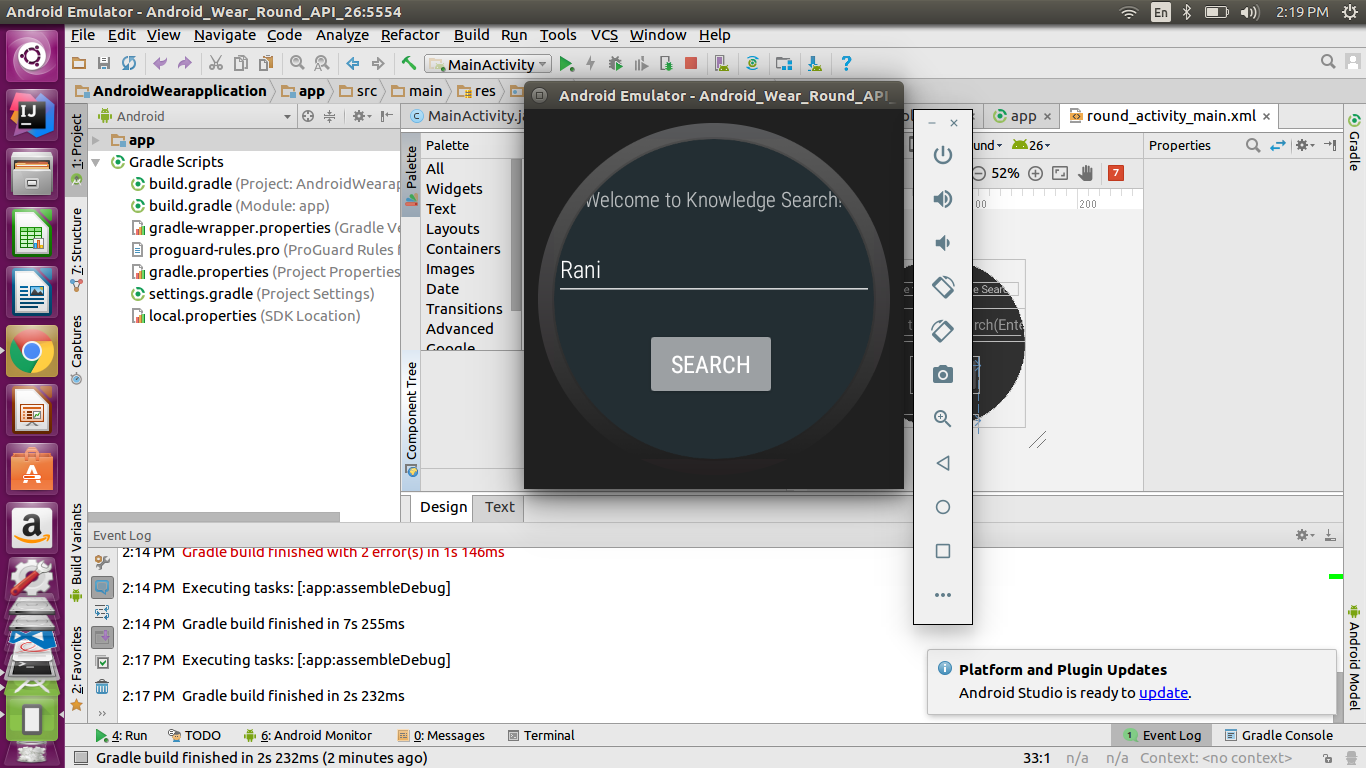 Android Emulator - Android_Wear_Round_API_26:5554
En
2:19 PM
File Edit View Navigate Code Analyze Refactor Build Run Tools VCS Window Help
MainActivity
AndroidWearapplication app src main res
Android Emulator - Android_Wear_Round_API_
Android
MainActivity.ja
app
round_activity_main.xml
1: Project
7: Structure
Captures
Build Variants
2: Favorites
app
Gradle Scripts
build.gradle (Project: AndroidWearapp
build.gradle (Module: app)
gradle-wrapper.properties (Gradle Ve
proguard-rules.pro (ProGuard Rules f
gradle.properties (Project Properties
settings.gradle (Project Settings)
local.properties (SDK Location)
Palette
Component Tree
Palette
All
Widgets
Text
Layouts
Containers
Images
Date
Transitions
Advanced
Google
Welcome to Knowledge Search!
Rani
SEARCH
und
26
Properties
52%
7
00
200
e Searc
rch(Ente
Gradle
Android Model
Design Text
Event Log
2:14 PM Gradle build finished with 2 error(s) in 1s 146ms
2:14 PM Executing tasks: [:app:assembleDebug]
2:14 PM Gradle build finished in 7s 255ms
2:17 PM Executing tasks: [:app:assembleDebug]
2:17 PM Gradle build finished in 2s 232ms
Platform and Plugin Updates
Android Studio is ready to update.
4: Run TODO 6: Android Monitor 0: Messages Terminal 1 Event Log Gradle Console
Gradle build finished in 2s 232ms (2 minutes ago) 33:1 n/a n/a Context: <no context>